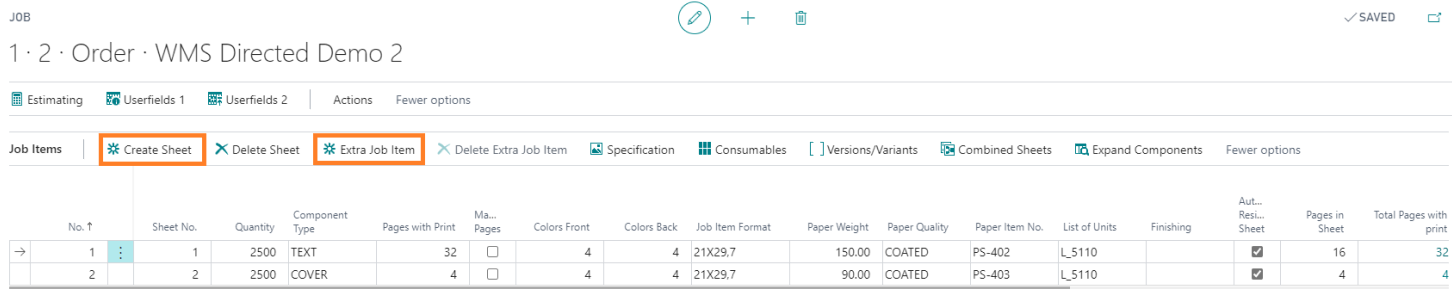 JOB SAVED
1 · 2 · Order · WMS Directed Demo 2
Estimating Userfields 1 Userfields 2 Actions Fewer options
Job Items Create Sheet Delete Sheet Extra Job Item Delete Extra Job Item Specification Consumables Versions/Variants Combined Sheets Expand Components Fewer options
No. ↑ Sheet No. Quantity Component Type Pages with Print Ma... Pages Colors Front Colors Back Job Item Format Paper Weight Paper Quality Paper Item No. List of Units Finishing Aut... Resi... Sheet Pages in Sheet Total Pages with print
1 1 2500 TEXT 32 4 4 21X29,7 150.00 COATED PS-402 L_5110 16 32
2 2 2500 COVER 4 4 4 21X29,7 90.00 COATED PS-403 L_5110 4 4